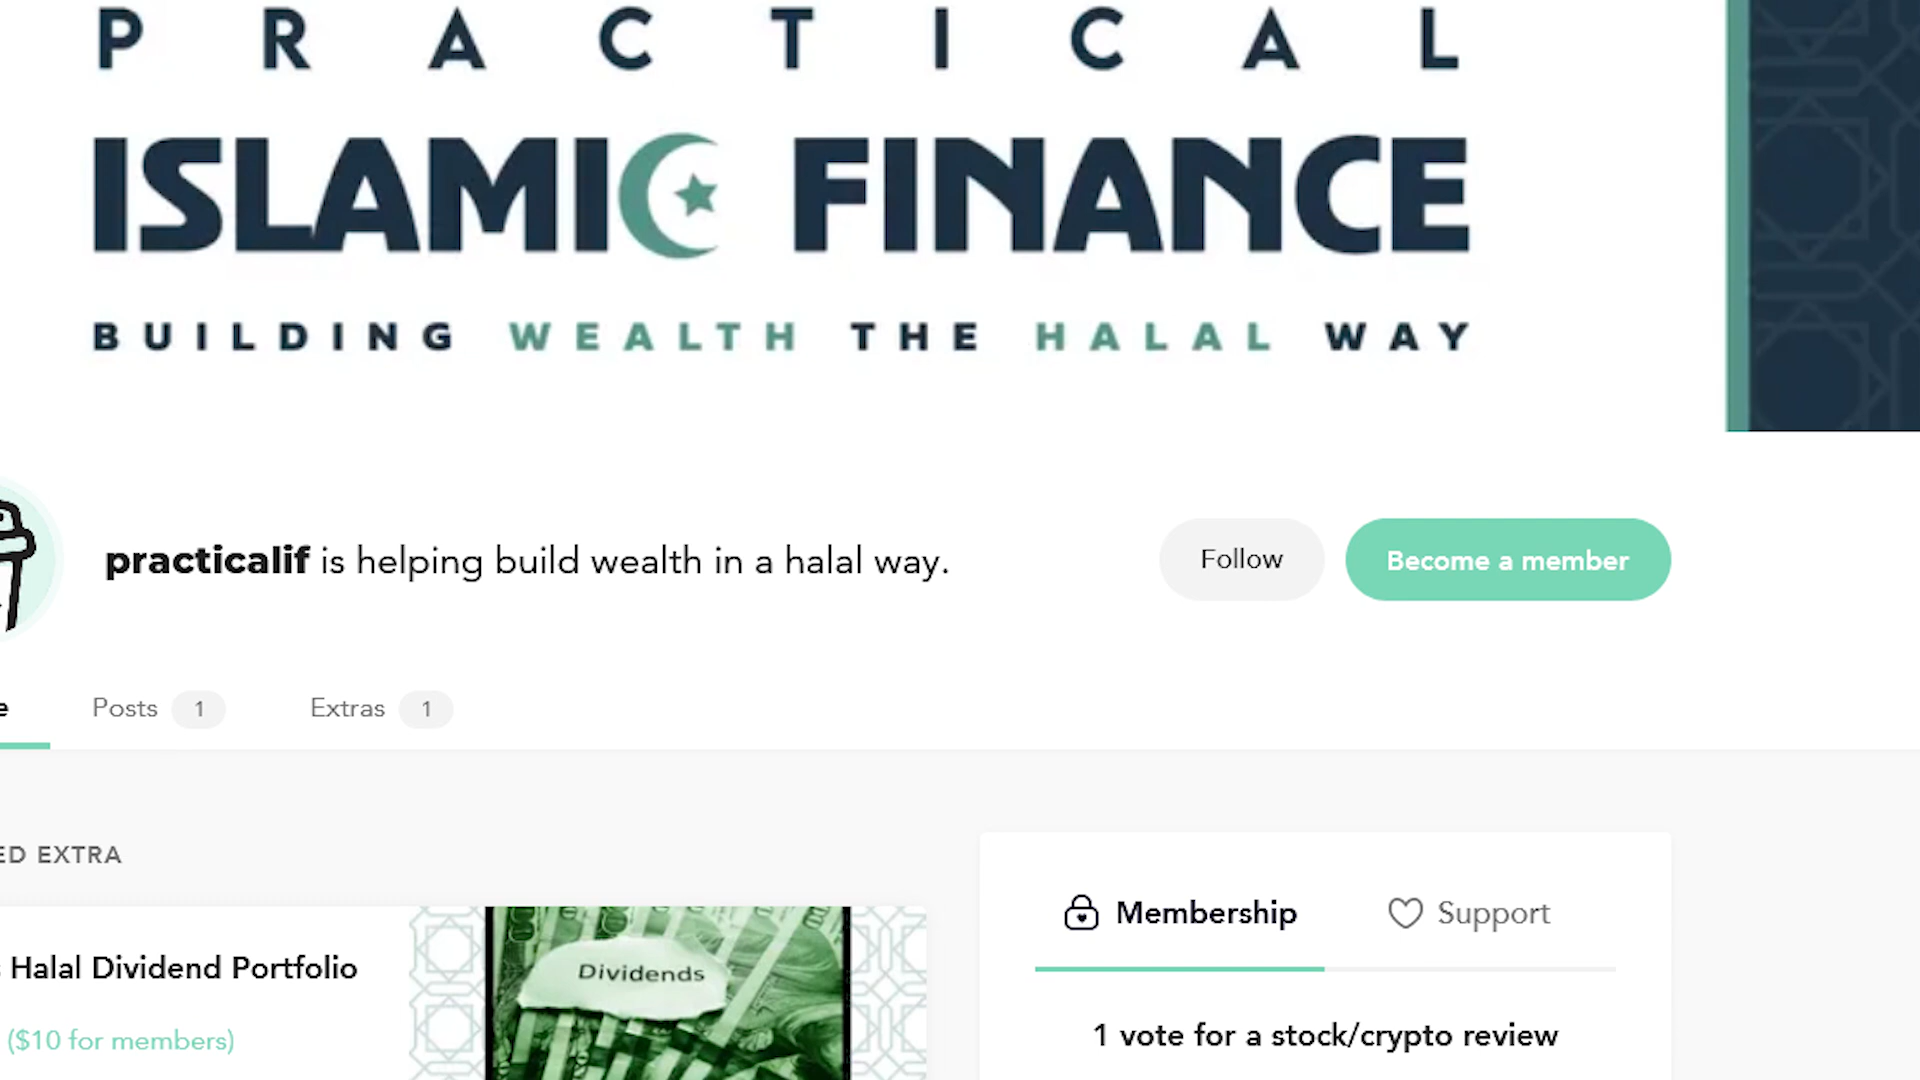 PRACTICAL
ISLAMIC FINANCE
BUILDING WEALTH THE HALAL WAY
practicalif is helping build wealth in a halal way.
Follow
Become a member
Posts 1
Extras 1
EXTRA
Halal Dividend Portfolio
($10 for members)
Dividends
Membership
Support
1 vote for a stock/crypto review